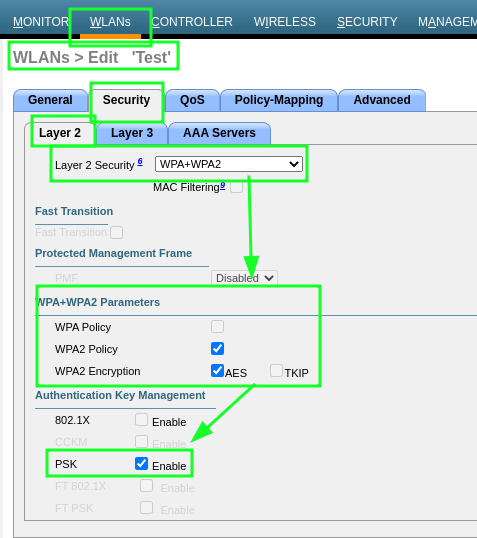 MONITOR WLANs CONTROLLER WIRELESS SECURITY MANAGEM
WLANs > Edit 'Test'
General Security QoS Policy-Mapping Advanced
Layer 2 Layer 3 AAA Servers
Layer 2 Security 6 WPA+WPA2
MAC Filtering 9
Fast Transition
Fast Transition
Protected Management Frame
PMF Disabled
WPA+WPA2 Parameters
WPA Policy
WPA2 Policy
WPA2 Encryption AES TKIP
Authentication Key Management
802.1X Enable
CCKM Enable
PSK Enable
FT 802.1X Enable
FT PSK Enable